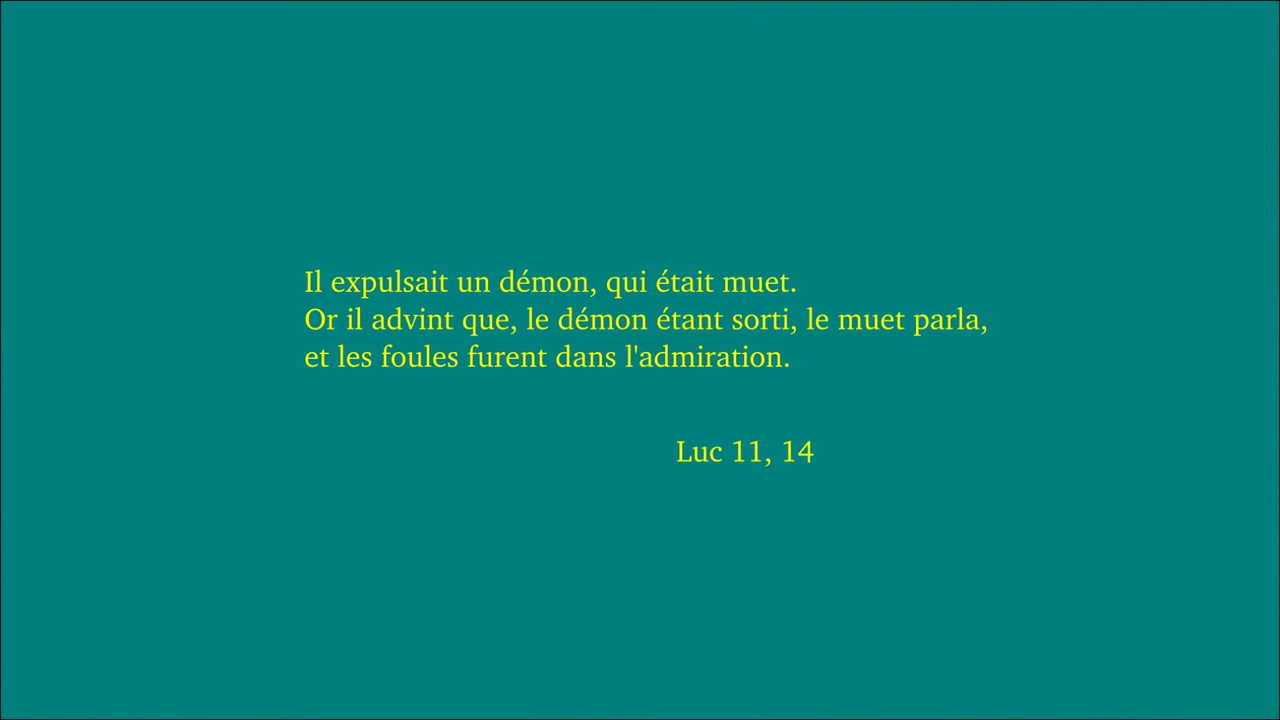 Il expulsait un démon, qui était muet.
Or il advint que, le démon étant sorti, le muet parla,
et les foules furent dans l'admiration.
Luc 11, 14